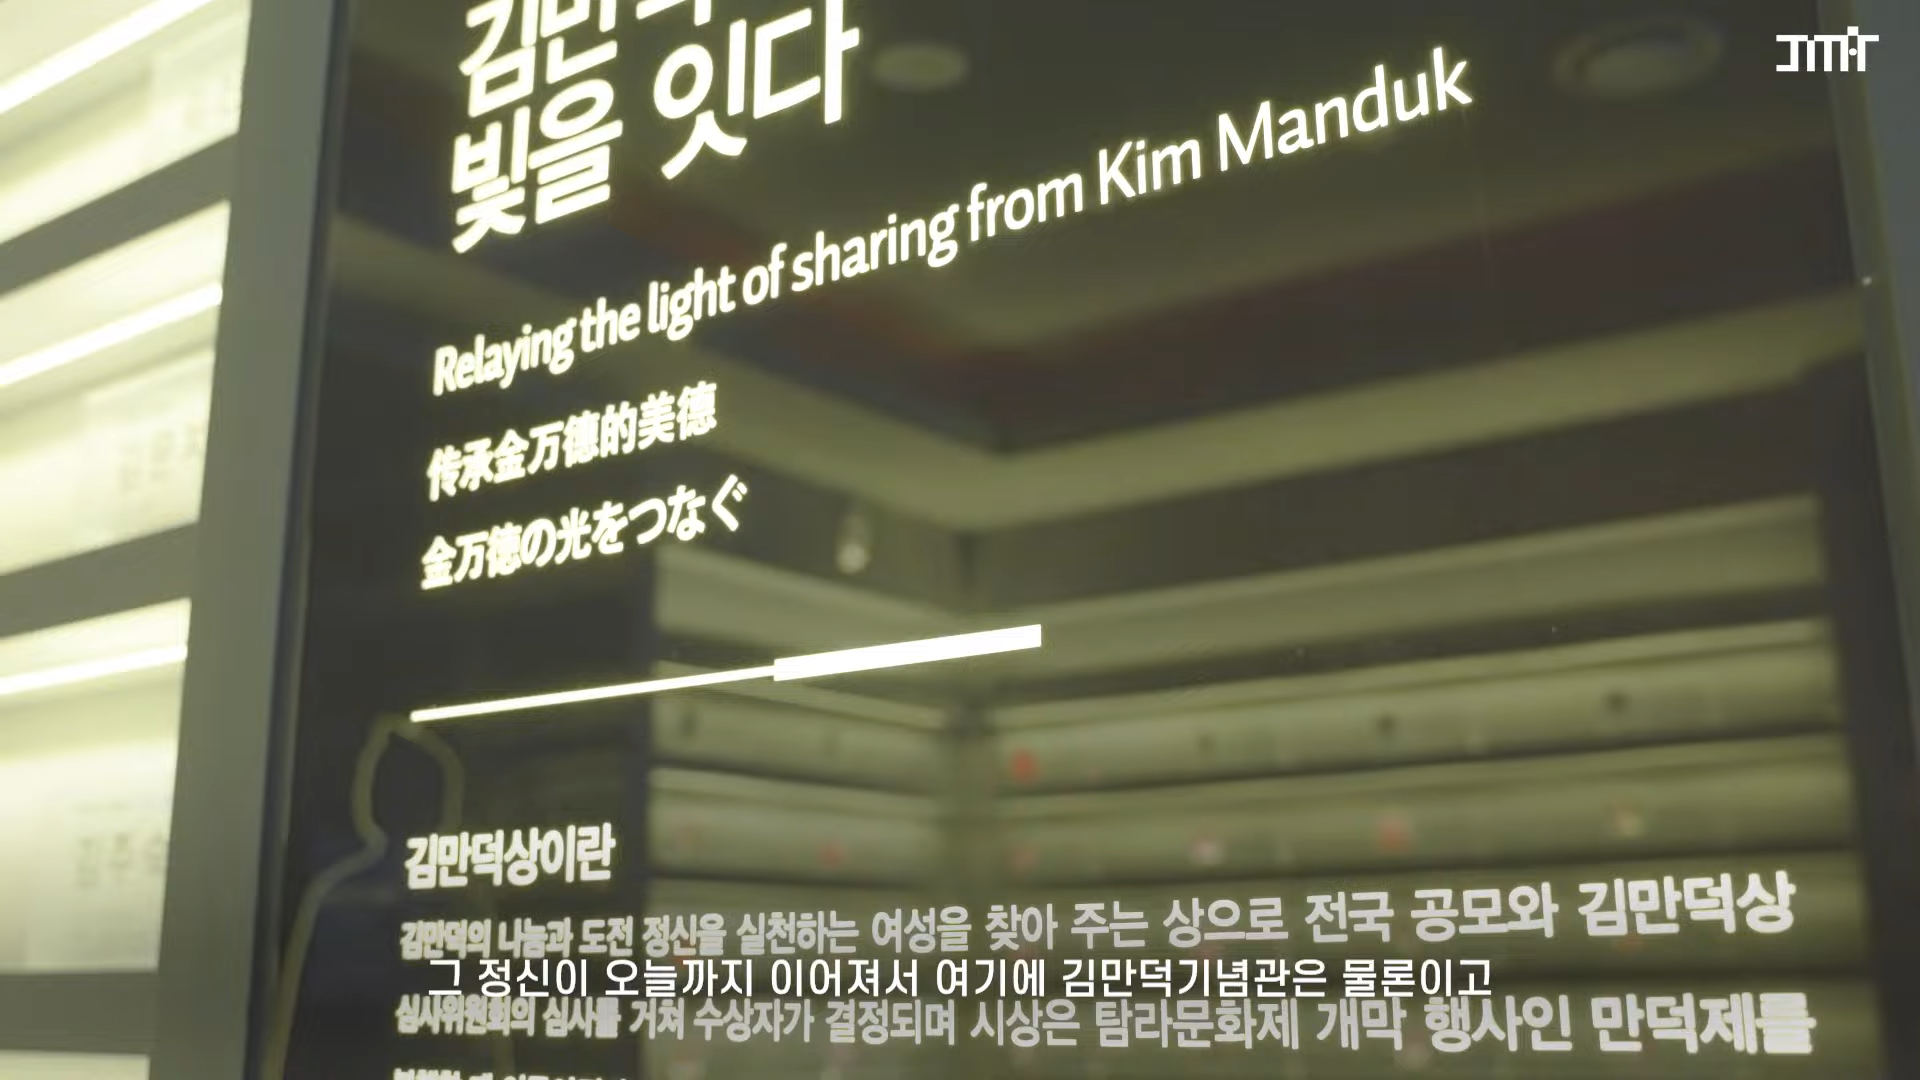 김만
빛을 잇다
JMIT
Relaying the light of sharing from Kim Manduk
传承金万德的美德
金万徳の光をつなぐ
김만덕상이란
김만덕의 나눔과 도전 정신을 실천하는 여성을 찾아 주는 상으로 전국 공모와 김만덕상
그 정신이 오늘까지 이어져서 여기에 김만덕기념관은 물론이고
심사위원회의 심사를 거쳐 수상자가 결정되며 시상은 탐라문화제 개막 행사인 만덕제를